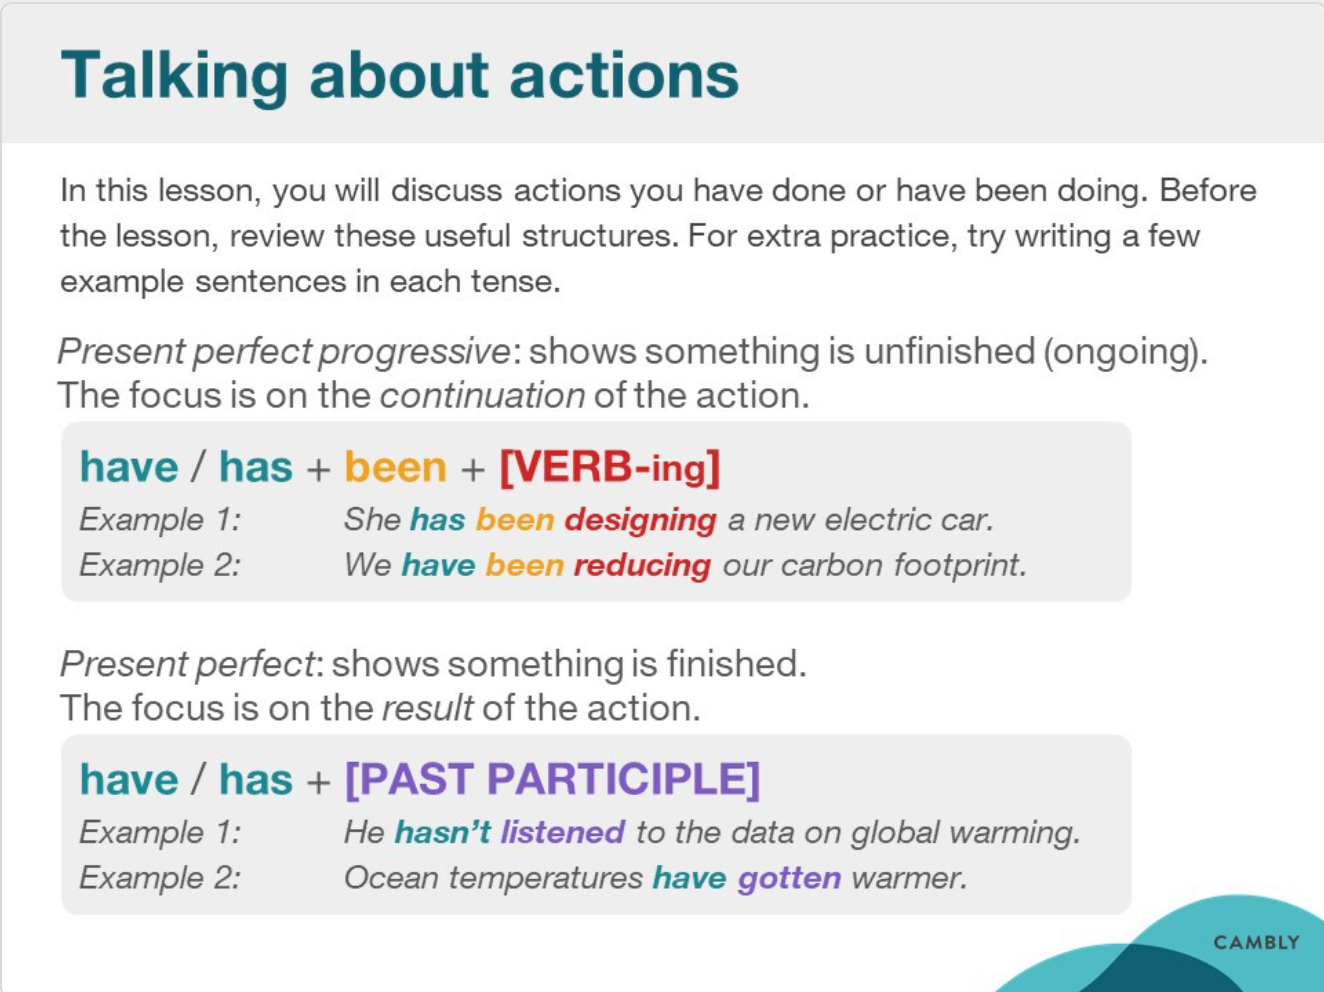 Talking about actions
In this lesson, you will discuss actions you have done or have been doing. Before
the lesson, review these useful structures. For extra practice, try writing a few
example sentences in each tense.
Present perfect progressive: shows something is unfinished (ongoing).
The focus is on the continuation of the action.
have / has + been + [VERB-ing]
Example 1: She has been designing a new electric car.
Example 2: We have been reducing our carbon footprint.
Present perfect: shows something is finished.
The focus is on the result of the action.
have / has + [PAST PARTICIPLE]
Example 1: He hasn't listened to the data on global warming.
Example 2: Ocean temperatures have gotten warmer.
CAMBLY